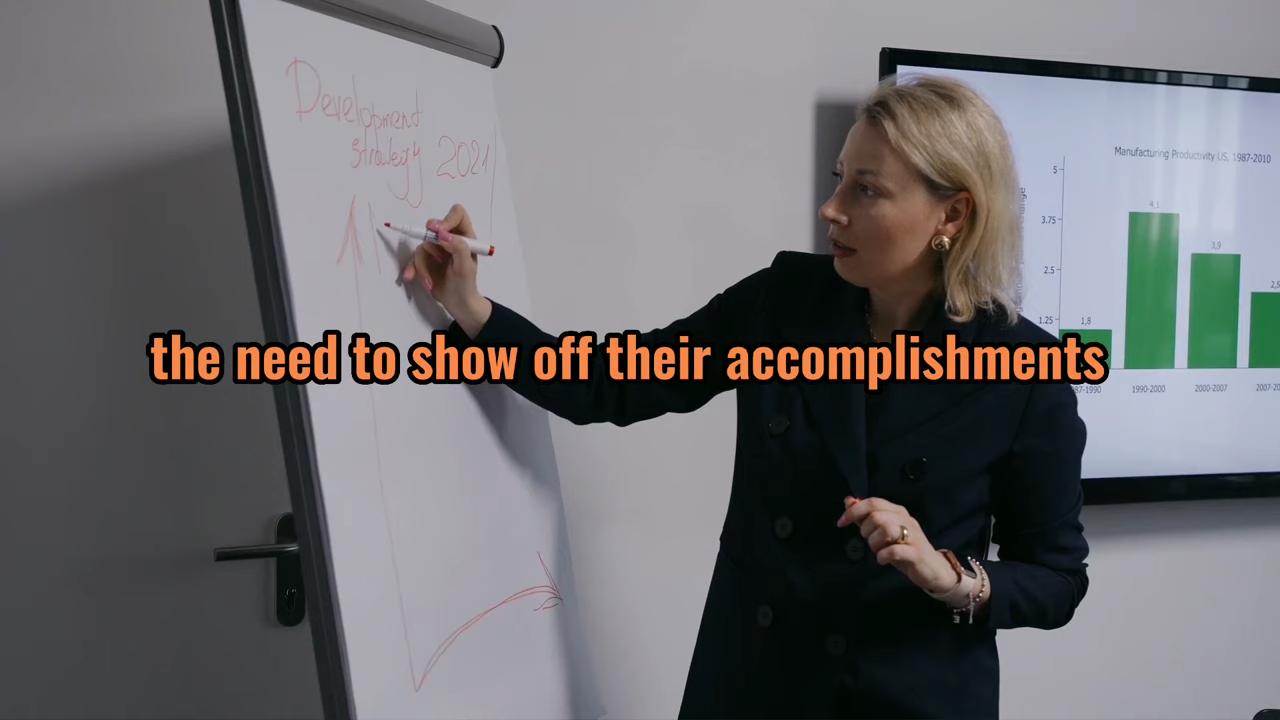 Development
strategy 2021
Manufacturing Productivity US, 1987-2010
5
3.75
2.5
1.25
1,8
4,1
3,9
1990-2000
2000-2007
the need to show off their accomplishments